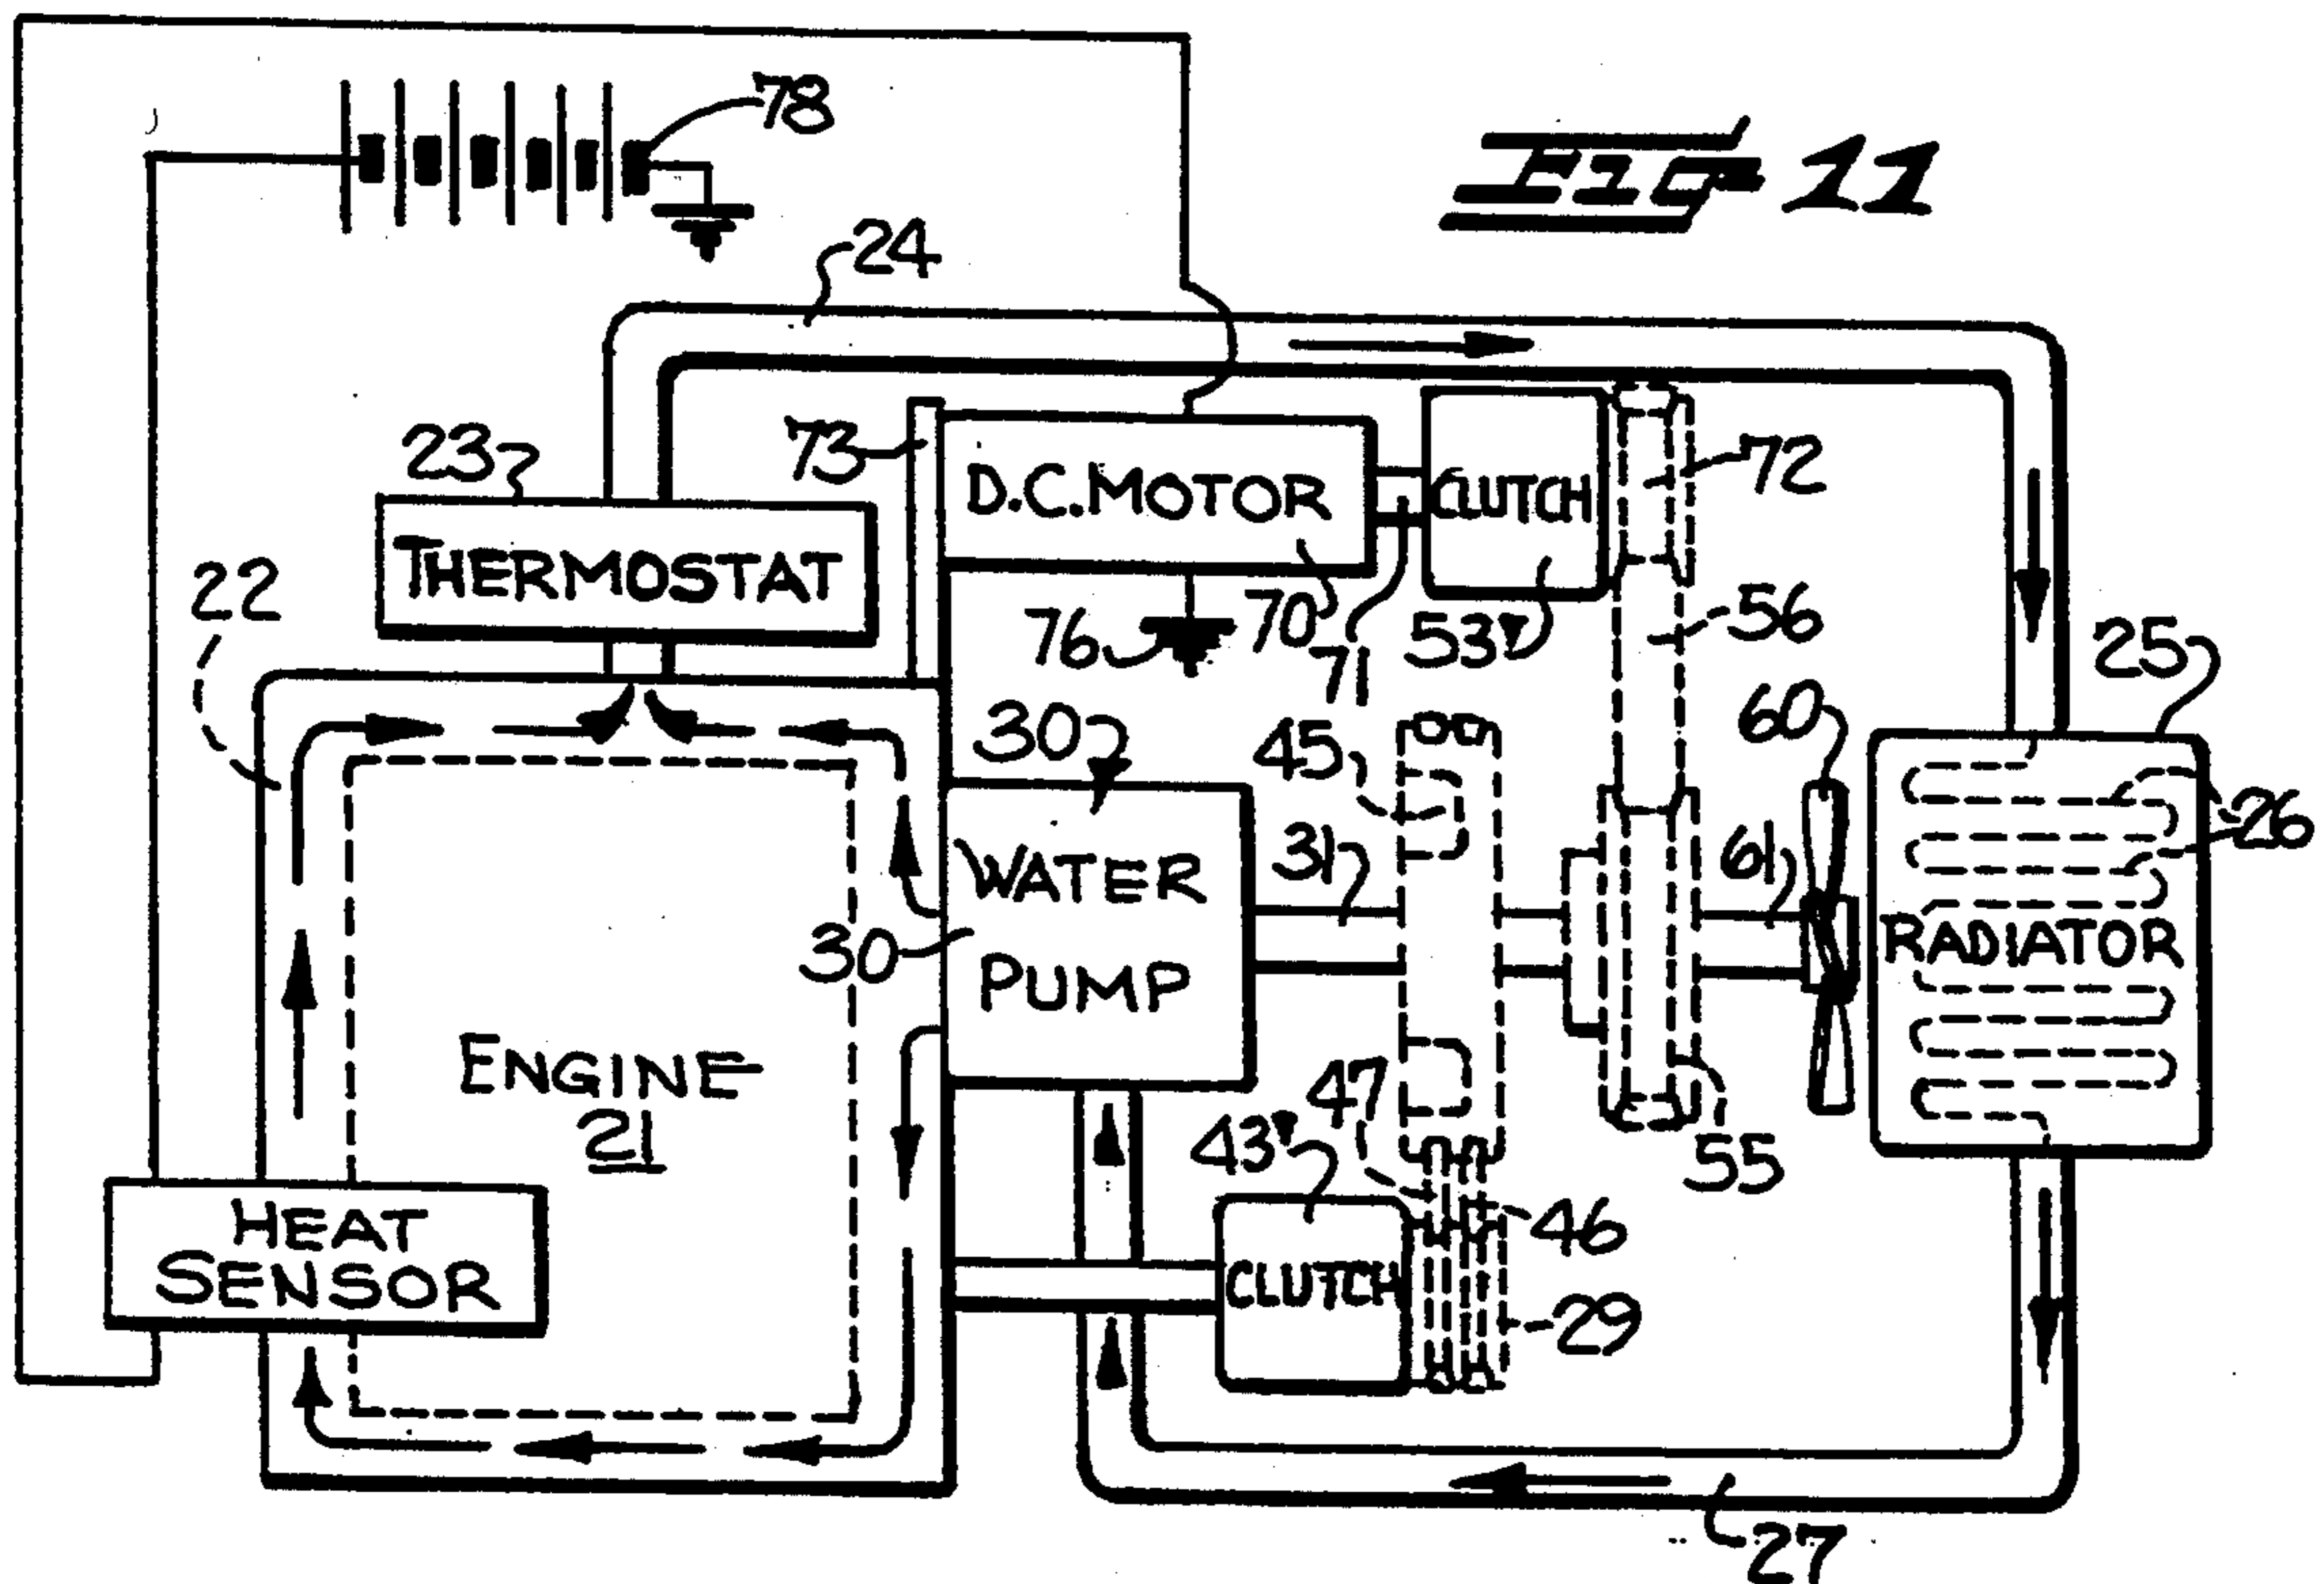 78
Fig 11
24
73
23
D.C. MOTOR
CLUTCH
72
THERMOSTAT
22
76
70
71
53'
56
25
30
45
60
26
WATER
PUMP
31
61
RADIATOR
30
ENGINE
21
47
43'
55
HEAT
SENSOR
46
CLUTCH
29
27